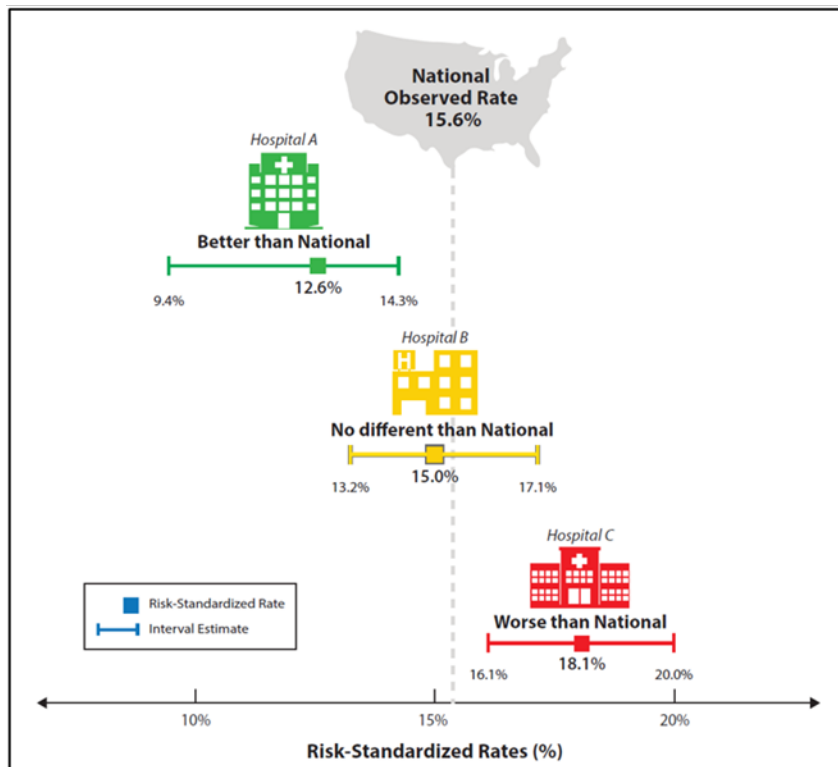 National
Observed Rate
15.6%
Hospital A
Better than National
12.6%
9.4%
14.3%
Hospital B
H
No different than National
15.0%
13.2%
17.1%
Hospital C
Worse than National
18.1%
16.1%
20.0%
Risk-Standardized Rate
Interval Estimate
10%
15%
20%
Risk-Standardized Rates (%)